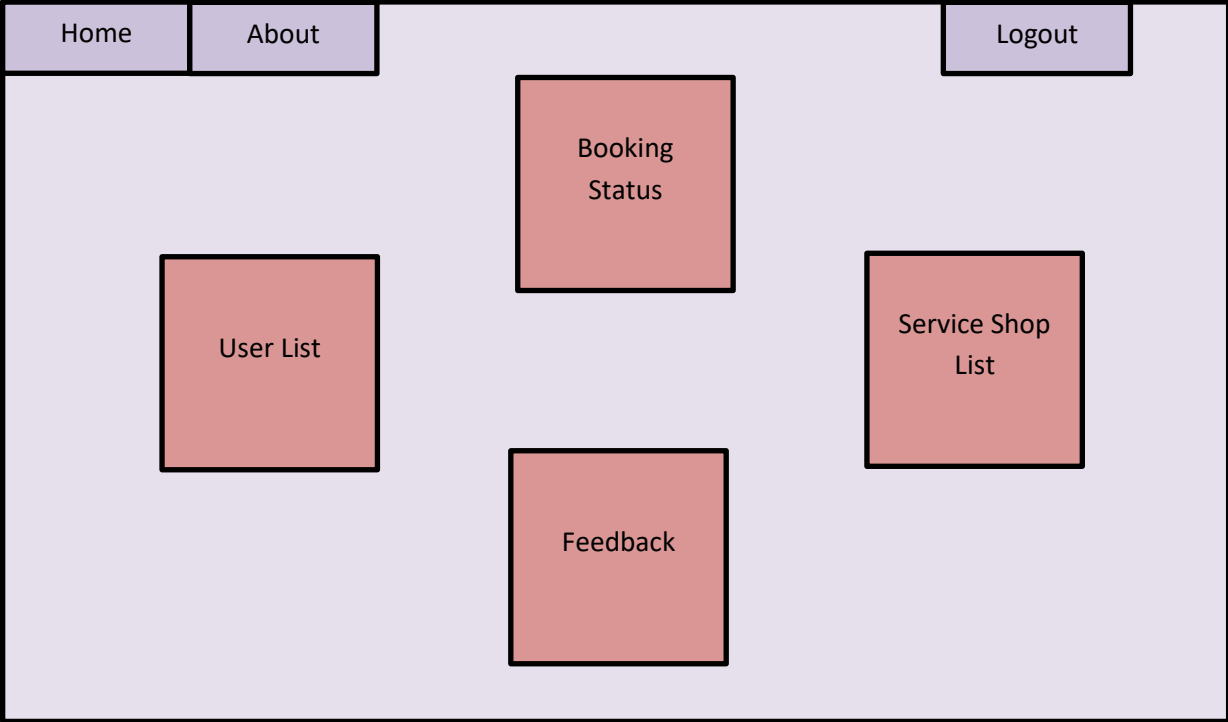 Home
About
Logout
Booking
Status
User List
Service Shop
List
Feedback